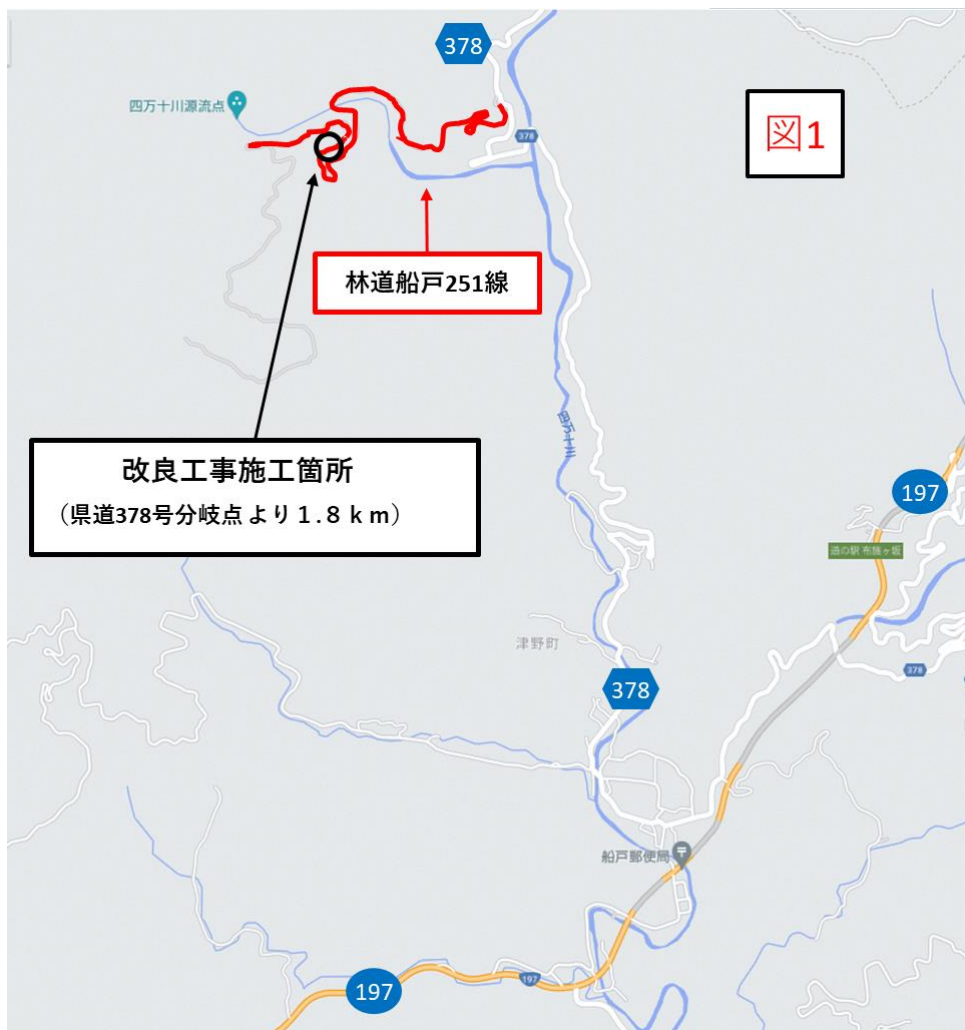 378
四万十川源流点
378
図1
林道船戸251線
改良工事施工箇所
（県道378号分岐点 より１.８ｋｍ）
四万十川
197
道の駅 布施ヶ坂
津野町
378
378
船戸郵便局
197
197